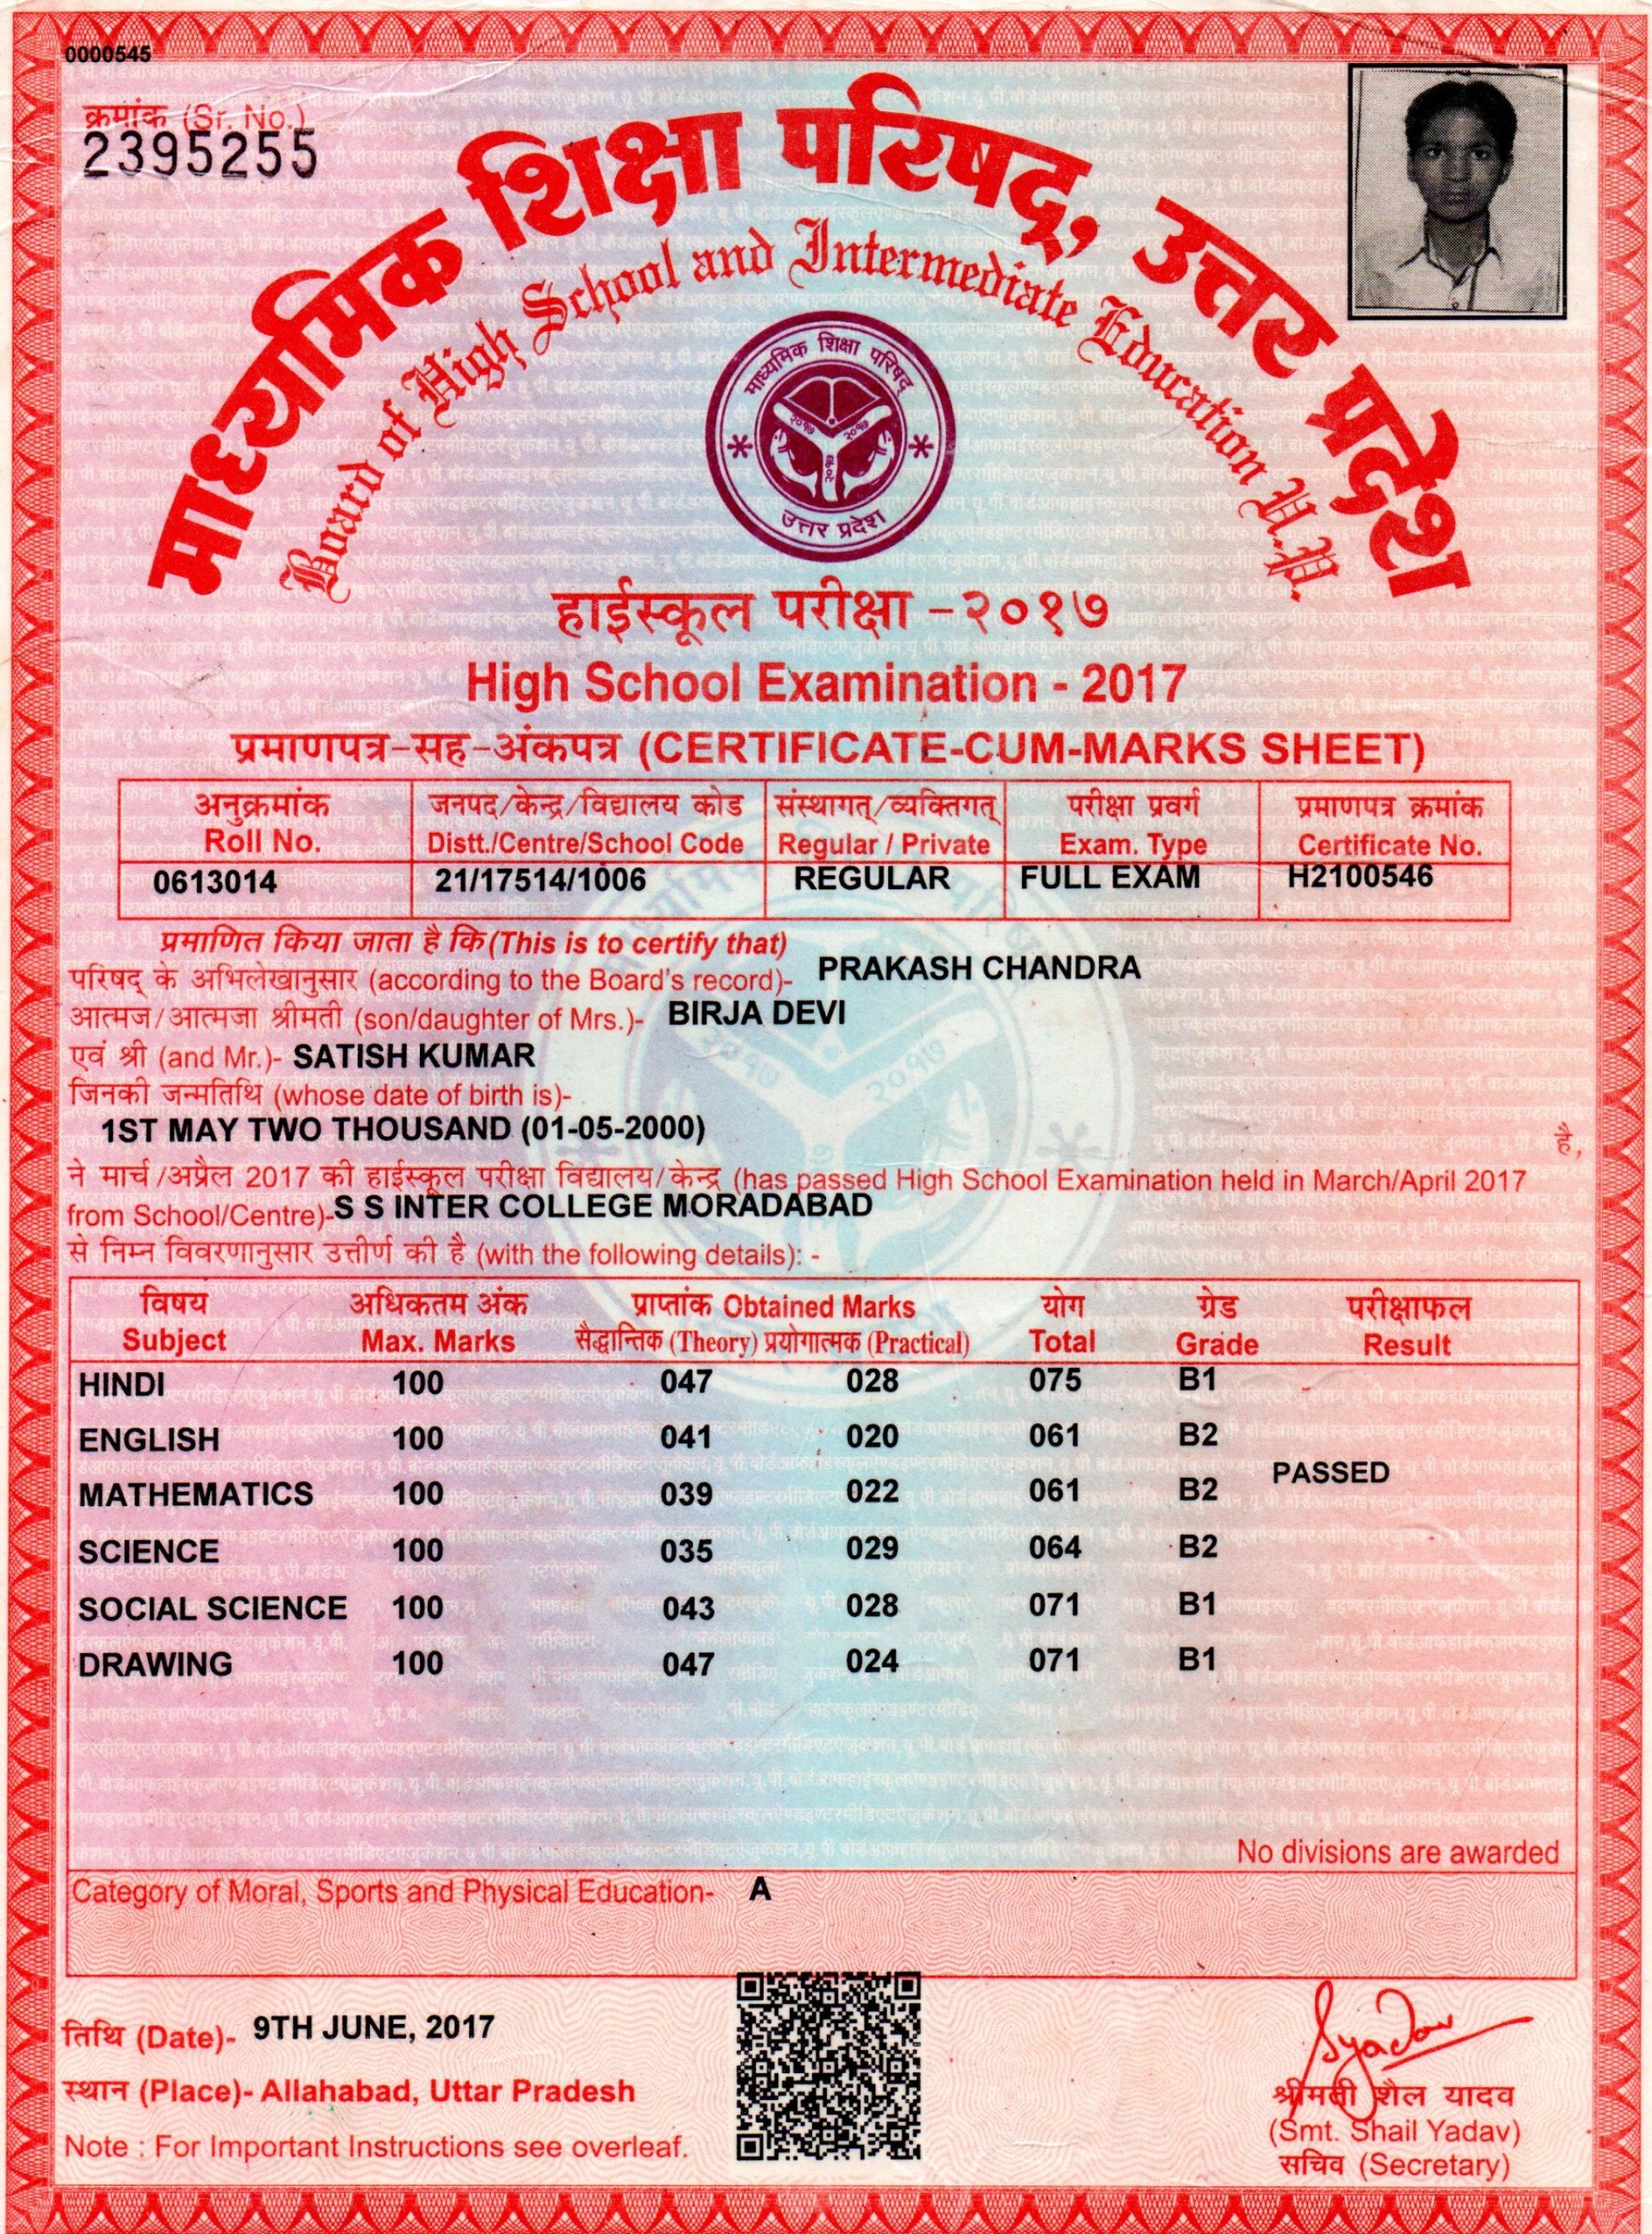 0000545
क्रमांक (Sr. No.)
2395255
माध्यमिक शिक्षा परिषद्, उत्तर प्रदेश
Board of High School and Intermediate Education U.P.
माध्यमिक शिक्षा परिषद्
२०१७ २०१७
२०१७
उत्तर प्रदेश
हाईस्कूल परीक्षा -२०१७
High School Examination - 2017
प्रमाणपत्र-सह-अंकपत्र (CERTIFICATE-CUM-MARKS SHEET)
अनुक्रमांक जनपद/केन्द्र/विद्यालय कोड संस्थागत्/व्यक्तिगत् परीक्षा प्रवर्ग प्रमाणपत्र क्रमांक
Roll No. Distt./Centre/School Code Regular / Private Exam. Type Certificate No.
0613014 21/17514/1006 REGULAR FULL EXAM H2100546
प्रमाणित किया जाता है कि (This is to certify that)
परिषद् के अभिलेखानुसार (according to the Board's record)- PRAKASH CHANDRA
आत्मज/आत्मजा श्रीमती (son/daughter of Mrs.)- BIRJA DEVI
एवं श्री (and Mr.)- SATISH KUMAR
जिनकी जन्मतिथि (whose date of birth is)-
1ST MAY TWO THOUSAND (01-05-2000) है,
ने मार्च/अप्रैल 2017 की हाईस्कूल परीक्षा विद्यालय/केन्द्र (has passed High School Examination held in March/April 2017
from School/Centre)-S S INTER COLLEGE MORADABAD
से निम्न विवरणानुसार उत्तीर्ण की है (with the following details): -
विषय अधिकतम अंक प्राप्तांक Obtained Marks योग ग्रेड परीक्षाफल
Subject Max. Marks सैद्धान्तिक (Theory) प्रयोगात्मक (Practical) Total Grade Result
HINDI 100 047 028 075 B1
ENGLISH 100 041 020 061 B2
PASSED
MATHEMATICS 100 039 022 061 B2
SCIENCE 100 035 029 064 B2
SOCIAL SCIENCE 100 043 028 071 B1
DRAWING 100 047 024 071 B1
No divisions are awarded
Category of Moral, Sports and Physical Education- A
तिथि (Date)- 9TH JUNE, 2017
स्थान (Place)- Allahabad, Uttar Pradesh
Note : For Important Instructions see overleaf.
Syadav
श्रीमती शैल यादव
(Smt. Shail Yadav)
सचिव (Secretary)